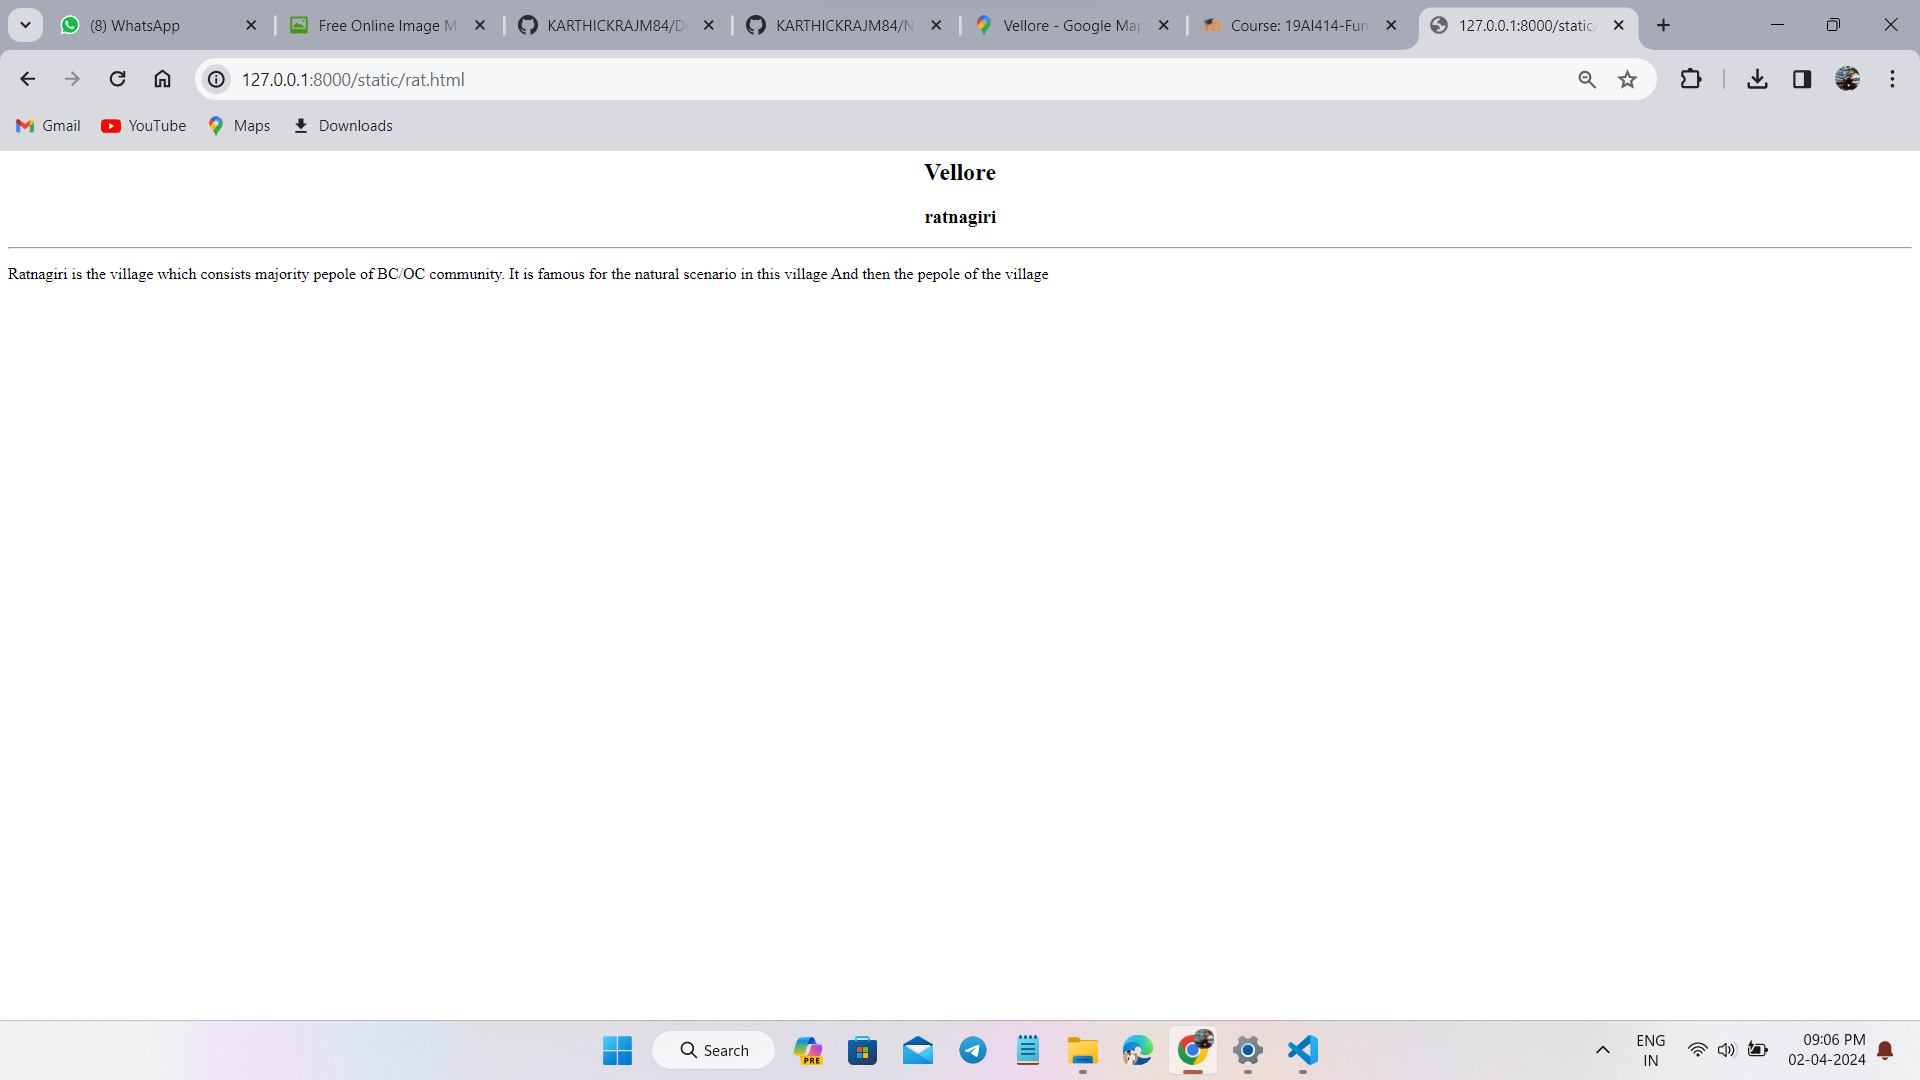 (8) WhatsApp
Free Online Image M
KARTHICKRAJM84/D
KARTHICKRAJM84/N
Vellore - Google Map
Course: 19AI414-Fun
127.0.0.1:8000/static/
127.0.0.1:8000/static/rat.html
Gmail
YouTube
Maps
Downloads
Vellore
ratnagiri
Ratnagiri is the village which consists majority pepole of BC/OC community. It is famous for the natural scenario in this village And then the pepole of the village
Search
PRE
ENG
IN
09:06 PM
02-04-2024